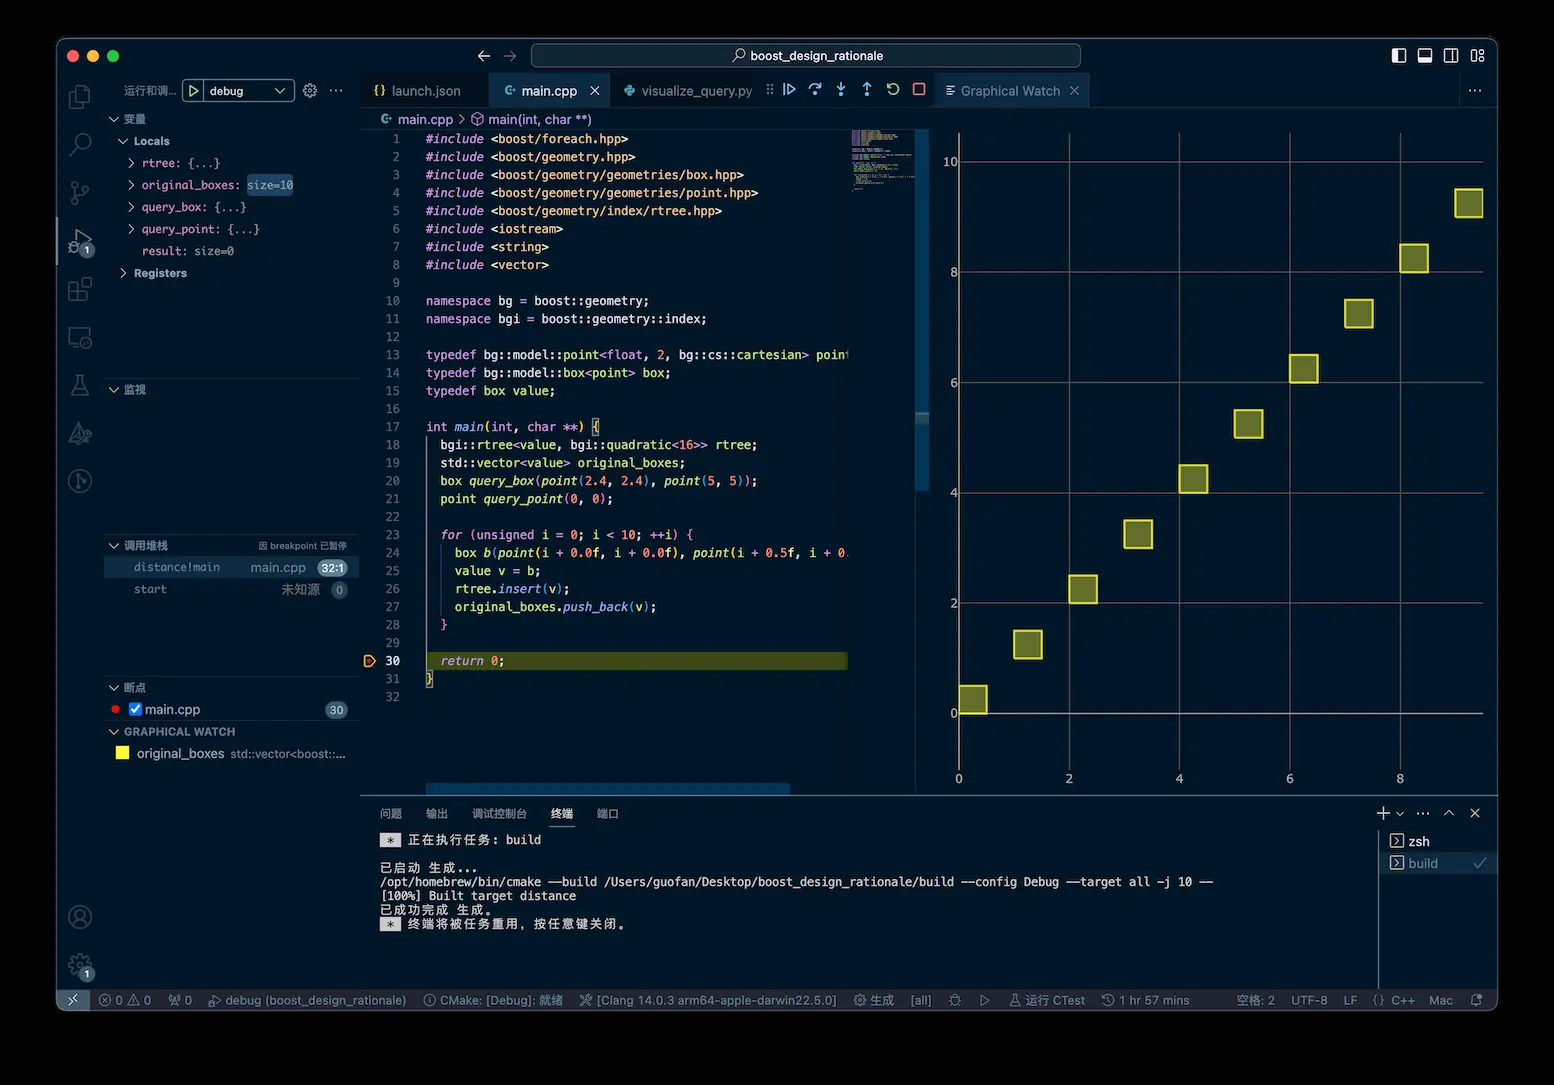 boost_design_rationale
运行和调...
debug
launch.json
main.cpp
visualize_query.py
Graphical Watch
main.cpp > main(int, char **)
变量
Locals
rtree: {...}
original_boxes: size=10
query_box: {...}
query_point: {...}
result: size=0
Registers
监视
调用堆栈
因 breakpoint 已暂停
distance!main main.cpp 32:1
start 未知源 0
断点
main.cpp 30
GRAPHICAL WATCH
original_boxes std::vector<boost::...
1
1
1 #include <boost/foreach.hpp>
2 #include <boost/geometry.hpp>
3 #include <boost/geometry/geometries/box.hpp>
4 #include <boost/geometry/geometries/point.hpp>
5 #include <boost/geometry/index/rtree.hpp>
6 #include <iostream>
7 #include <string>
8 #include <vector>
9
10 namespace bg = boost::geometry;
11 namespace bgi = boost::geometry::index;
12
13 typedef bg::model::point<float, 2, bg::cs::cartesian> point
14 typedef bg::model::box<point> box;
15 typedef box value;
16
17 int main(int, char **) {
18 bgi::rtree<value, bgi::quadratic<16>> rtree;
19 std::vector<value> original_boxes;
20 box query_box(point(2.4, 2.4), point(5, 5));
21 point query_point(0, 0);
22
23 for (unsigned i = 0; i < 10; ++i) {
24 box b(point(i + 0.0f, i + 0.0f), point(i + 0.5f, i + 0.
25 value v = b;
26 rtree.insert(v);
27 original_boxes.push_back(v);
28 }
29
30 return 0;
31 }
32
10
8
6
4
2
0
0 2 4 6 8
问题 输出 调试控制台 终端 端口
* 正在执行任务: build
已启动 生成...
/opt/homebrew/bin/cmake --build /Users/guofan/Desktop/boost_design_rationale/build --config Debug --target all -j 10 --
[100%] Built target distance
已成功完成 生成。
* 终端将被任务重用，按任意键关闭。
zsh
build
0 0 0 debug (boost_design_rationale) CMake: [Debug]: 就绪 [Clang 14.0.3 arm64-apple-darwin22.5.0] 生成 [all] 运行 CTest 1 hr 57 mins 空格: 2 UTF-8 LF {} C++ Mac